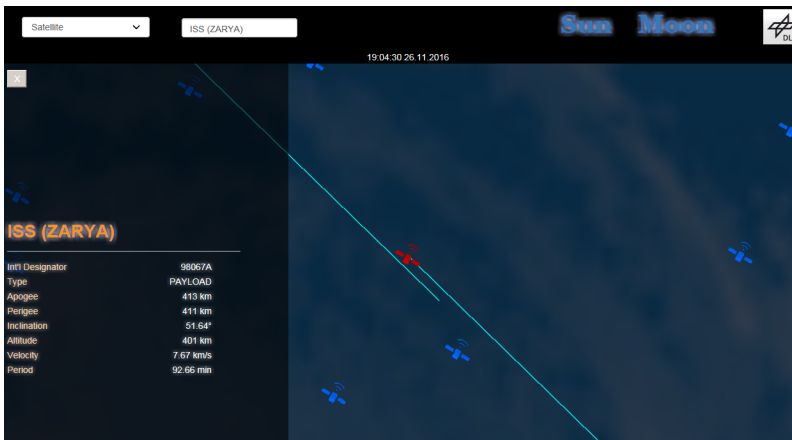 Satellite
ISS (ZARYA)
Sun Moon
DLR
19:04:30 26.11.2016
X
ISS (ZARYA)
Int'l Designator 98067A
Type PAYLOAD
Apogee 413 km
Perigee 411 km
Inclination 51.64°
Altitude 401 km
Velocity 7.67 km/s
Period 92.66 min